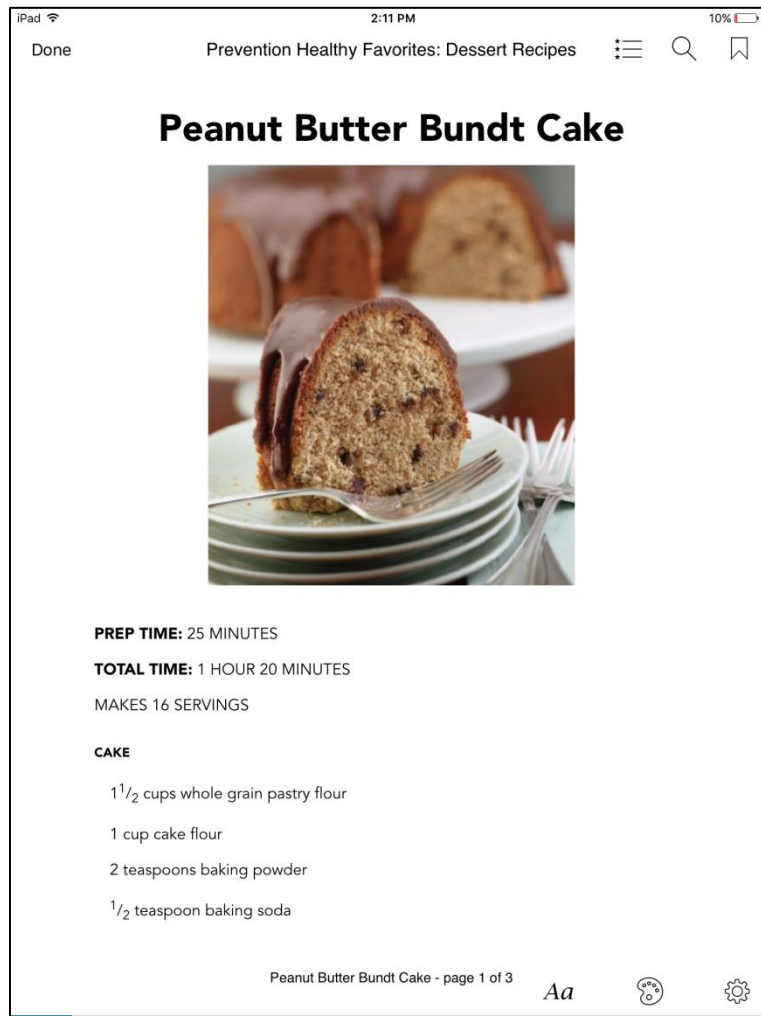 iPad 2:11 PM 10%
Done Prevention Healthy Favorites: Dessert Recipes
Peanut Butter Bundt Cake
PREP TIME: 25 MINUTES
TOTAL TIME: 1 HOUR 20 MINUTES
MAKES 16 SERVINGS
CAKE
1 1/2 cups whole grain pastry flour
1 cup cake flour
2 teaspoons baking powder
1/2 teaspoon baking soda
Peanut Butter Bundt Cake - page 1 of 3 Aa